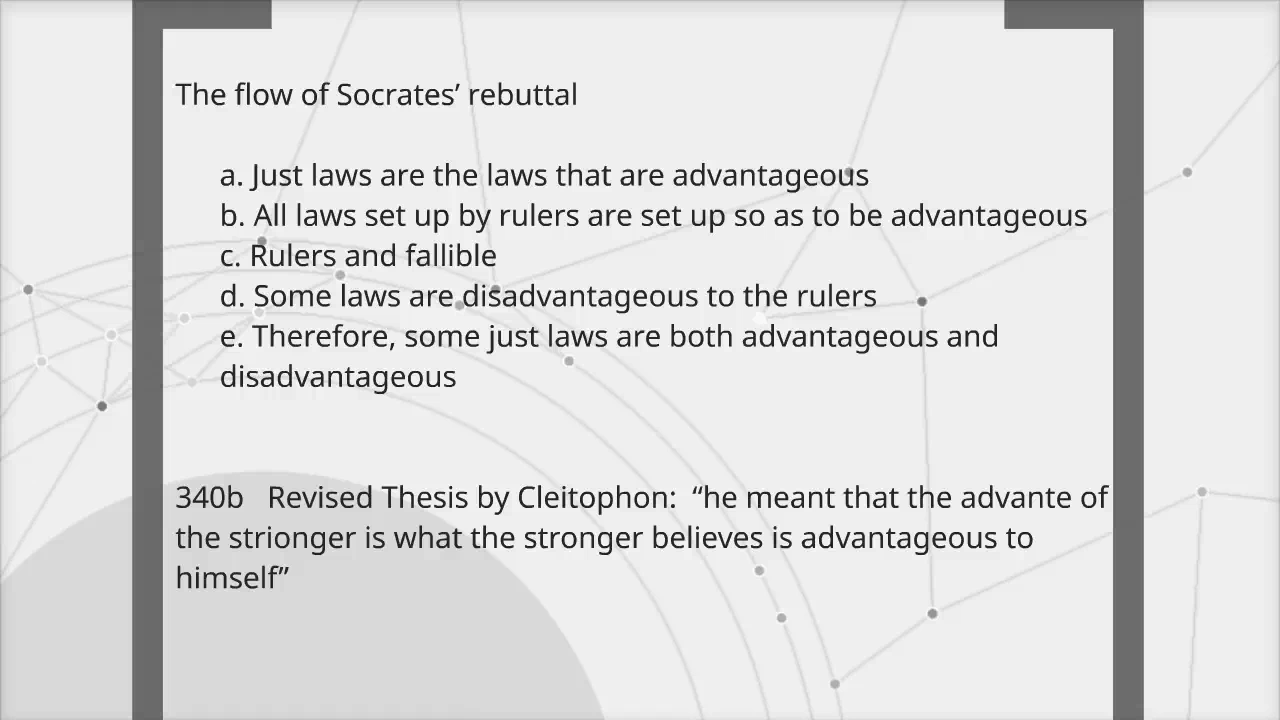 The flow of Socrates’ rebuttal
a. Just laws are the laws that are advantageous
b. All laws set up by rulers are set up so as to be advantageous
c. Rulers and fallible
d. Some laws are disadvantageous to the rulers
e. Therefore, some just laws are both advantageous and
disadvantageous
340b   Revised Thesis by Cleitophon:  “he meant that the advante of
the strionger is what the stronger believes is advantageous to
himself”